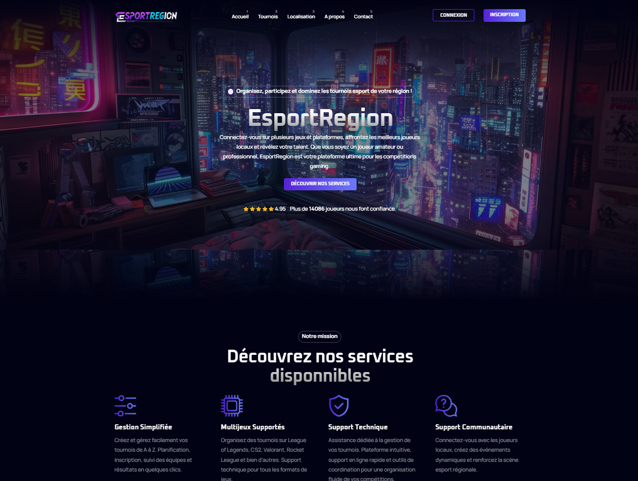 ESPORTREGION
Accueil 1 Tournois 2 Localisation 3 A propos 4 Contact 5
CONNEXION INSCRIPTION
Organisez, participez et dominez les tournois esport de votre région !
EsportRegion
Connectez-vous sur plusieurs jeux et plateformes, affrontez les meilleurs joueurs
locaux et révélez votre talent. Que vous soyez un joueur amateur ou
professionnel, EsportRegion est votre plateforme ultime pour les compétitions
gaming.
DÉCOUVRIR NOS SERVICES
4.95 Plus de 14086 joueurs nous font confiance.
Notre mission
Découvrez nos services
disponnibles
Gestion Simplifiée
Créez et gérez facilement vos
tournois de A à Z. Planification,
inscription, suivi des équipes et
résultats en quelques clics.
Multijeux Supportés
Organisez des tournois sur League
of Legends, CS2, Valorant, Rocket
League et bien d'autres. Support
technique pour tous les formats de
jeux.
Support Technique
Assistance dédiée à la gestion de
vos tournois. Plateforme intuitive,
support en ligne rapide et outils de
coordination pour une organisation
fluide de vos compétitions.
Support Communautaire
Connectez-vous avec les joueurs
locaux, créez des événements
dynamiques et renforcez la scène
esport régionale.